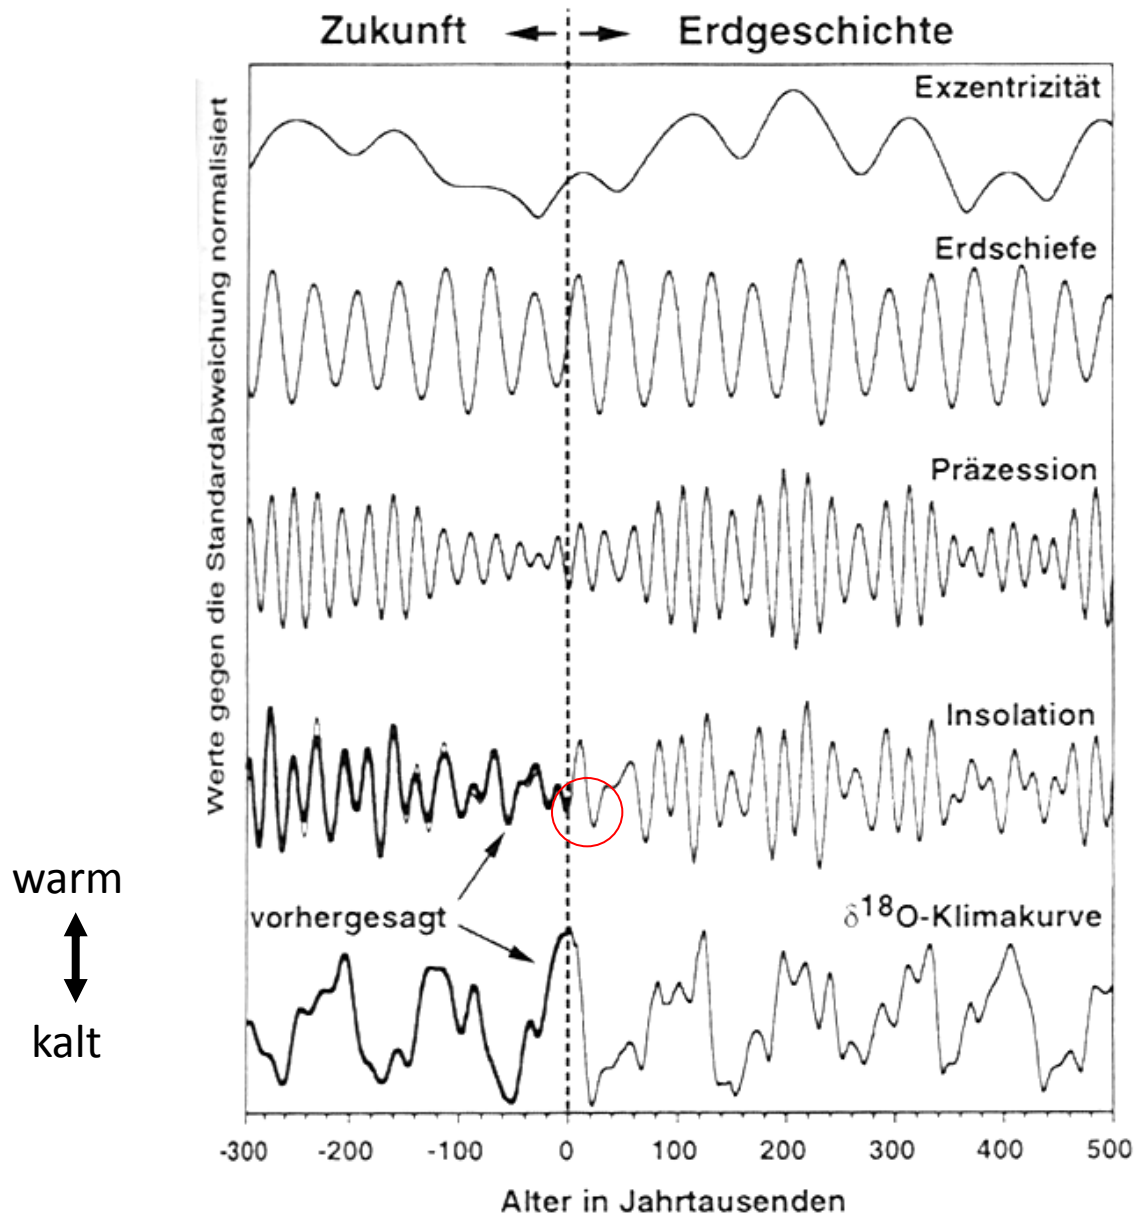 Zukunft
Erdgeschichte
Exzentrizität
Erdschiefe
Präzession
Insolation
Werte gegen die Standardabweichung normalisiert
warm
vorhergesagt
δ18O-Klimakurve
kalt
-300 -200 -100 0 100 200 300 400 500
Alter in Jahrtausenden